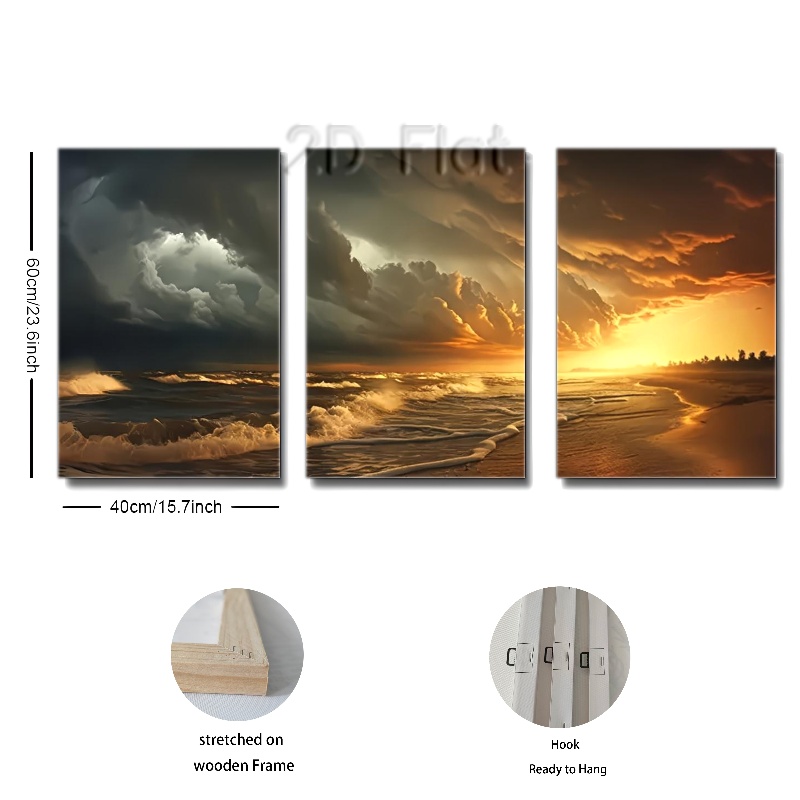 2D Flat
60cm/23.6inch
40cm/15.7inch
stretched on
wooden Frame
Hook
Ready to Hang